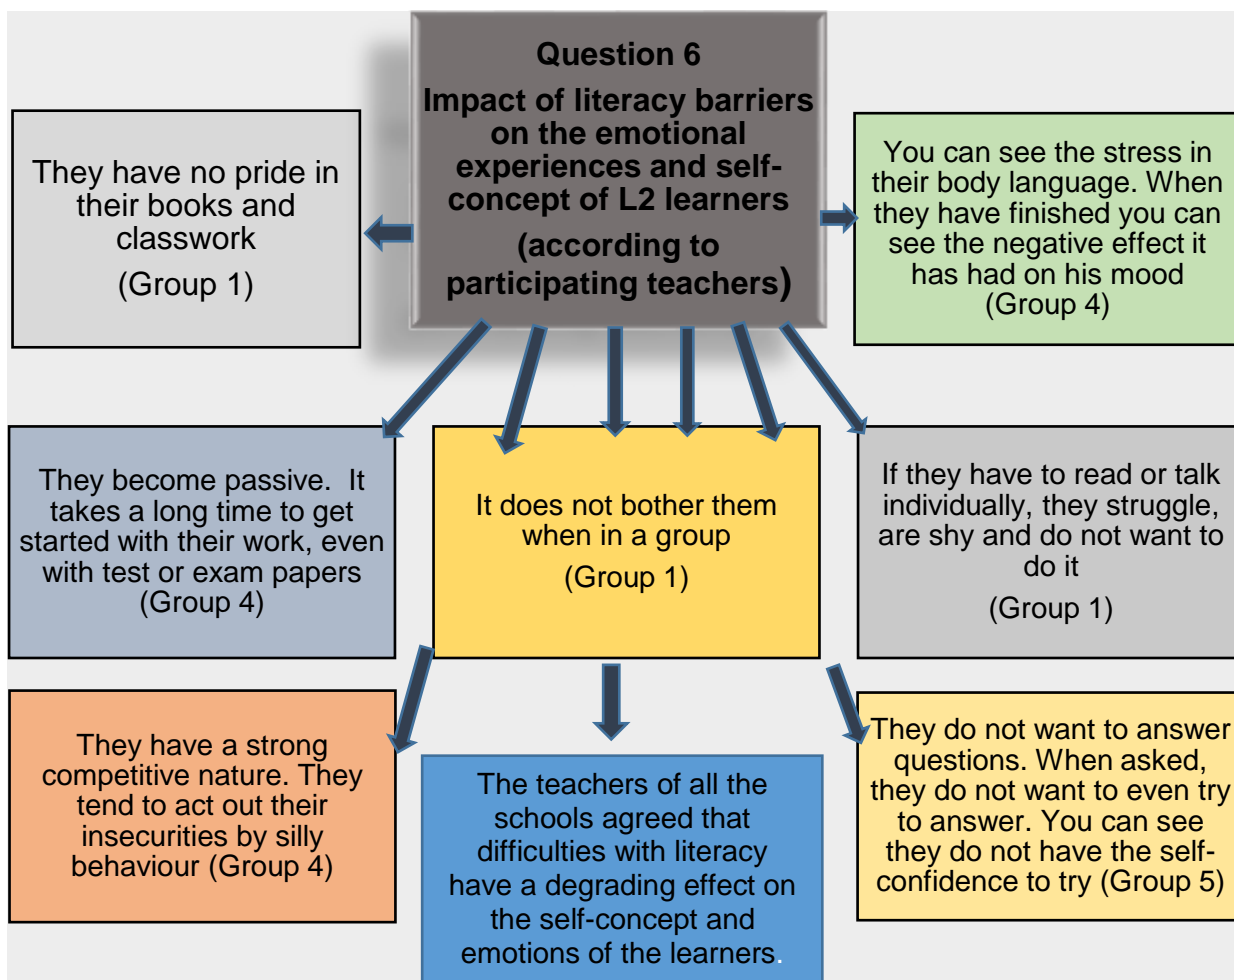 Question 6
Impact of literacy barriers
on the emotional
experiences and self-
concept of L2 learners
(according to
participating teachers)
They have no pride in
their books and
classwork
(Group 1)
You can see the stress in
their body language. When
they have finished you can
see the negative effect it
has had on his mood
(Group 4)
They become passive.  It
takes a long time to get
started with their work, even
with test or exam papers
(Group 4)
It does not bother them
when in a group
(Group 1)
If they have to read or talk
individually,  they struggle,
are shy and do not want to
do it
(Group 1)
They have a strong
competitive nature. They
tend to act out their
insecurities by silly
behaviour (Group 4)
The teachers of all the
schools agreed that
difficulties with literacy
have a degrading effect on
the self-concept and
emotions of the learners.
They do not want to answer
questions. When asked,
they do not want to even try
to answer. You can see
they do not have the self-
confidence to try (Group 5)